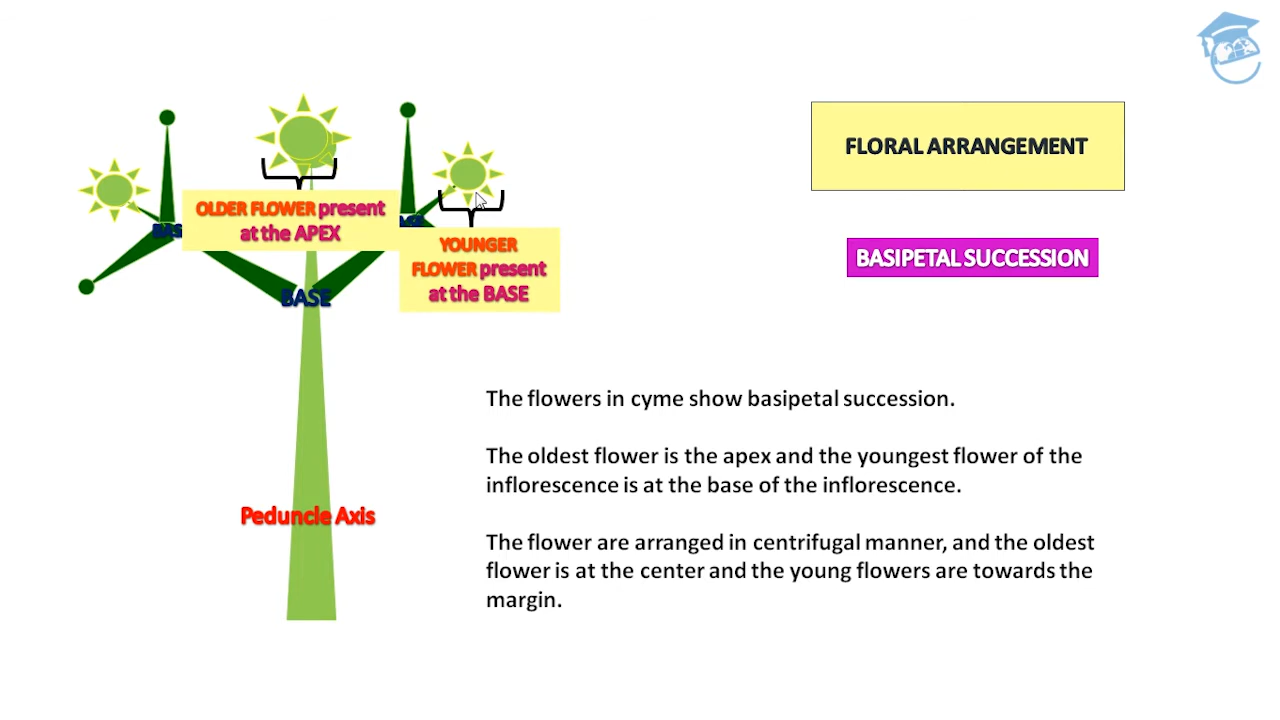 FLORAL ARRANGEMENT
OLDER FLOWER present
at the APEX
YOUNGER
FLOWER present
at the BASE
BASE
BASIPETAL SUCCESSION
The flowers in cyme show basipetal succession.
The oldest flower is the apex and the youngest flower of the
inflorescence is at the base of the inflorescence.
Peduncle Axis
The flower are arranged in centrifugal manner, and the oldest
flower is at the center and the young flowers are towards the
margin.